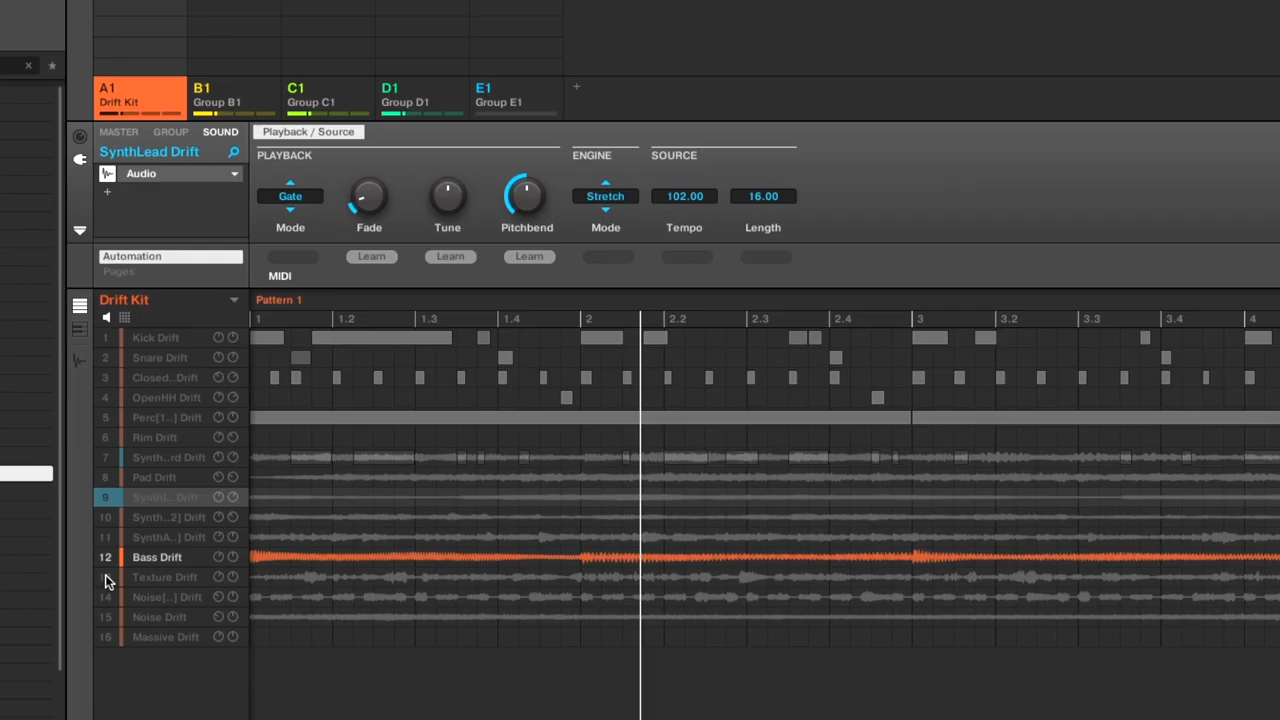 A1 B1 C1 D1 E1 +
Drift Kit Group B1 Group C1 Group D1 Group E1
MASTER GROUP SOUND Playback / Source
SynthLead Drift PLAYBACK ENGINE SOURCE
Audio
+
Gate Stretch 102.00 16.00
Mode Fade Tune Pitchbend Mode Tempo Length
Automation Learn Learn Learn
Pages MIDI
Drift Kit Pattern 1
1 1.2 1.3 1.4 2 2.2 2.3 2.4 3 3.2 3.3 3.4 4
1 Kick Drift
2 Snare Drift
3 Closed..Drift
4 OpenHH Drift
5 Perc[1..] Drift
6 Rim Drift
7 Synth..rd Drift
8 Pad Drift
9 SynthL.. Drift
10 Synth..2] Drift
11 SynthA..] Drift
12 Bass Drift
Texture Drift
14 Noise[..] Drift
15 Noise Drift
16 Massive Drift